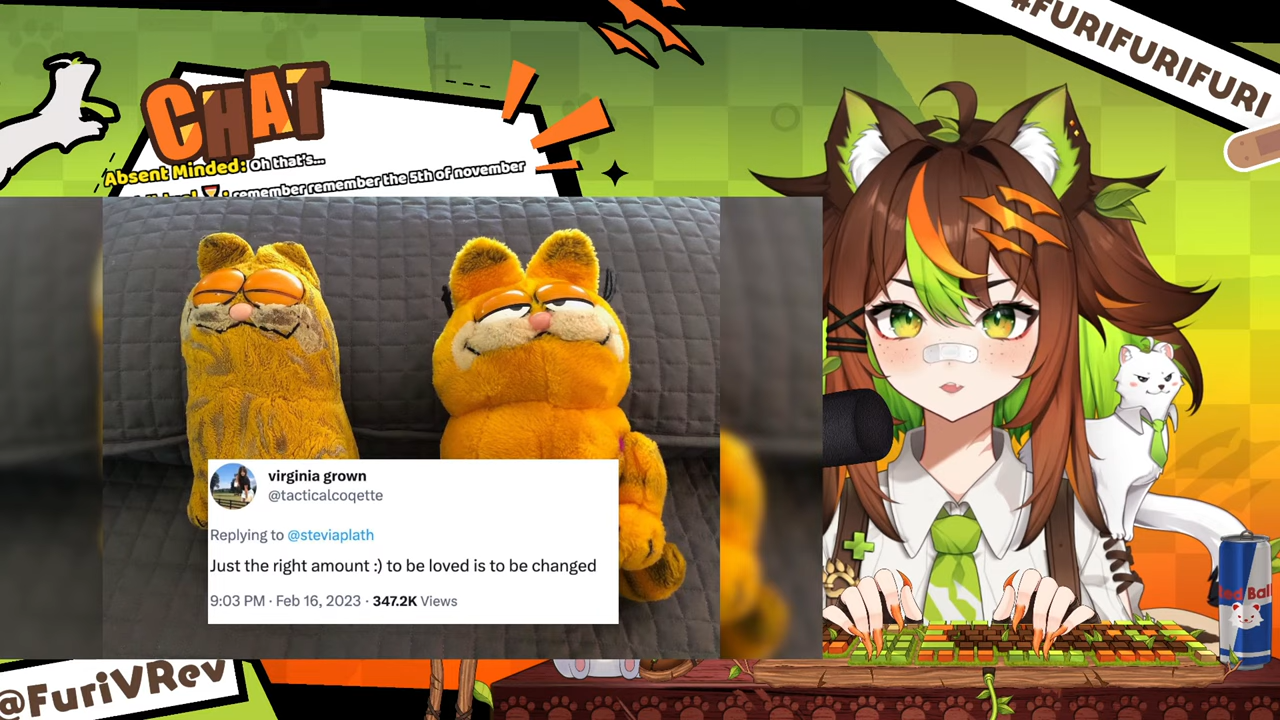 #FURIFURIFURI
CHAT
Absent Minded: Oh that's...
remember remember the 5th of november
virginia grown
@tacticalcoqette
Replying to @steviaplath
Just the right amount :) to be loved is to be changed
9:03 PM · Feb 16, 2023 · 347.2K Views
Red Ball
@FuriVRev